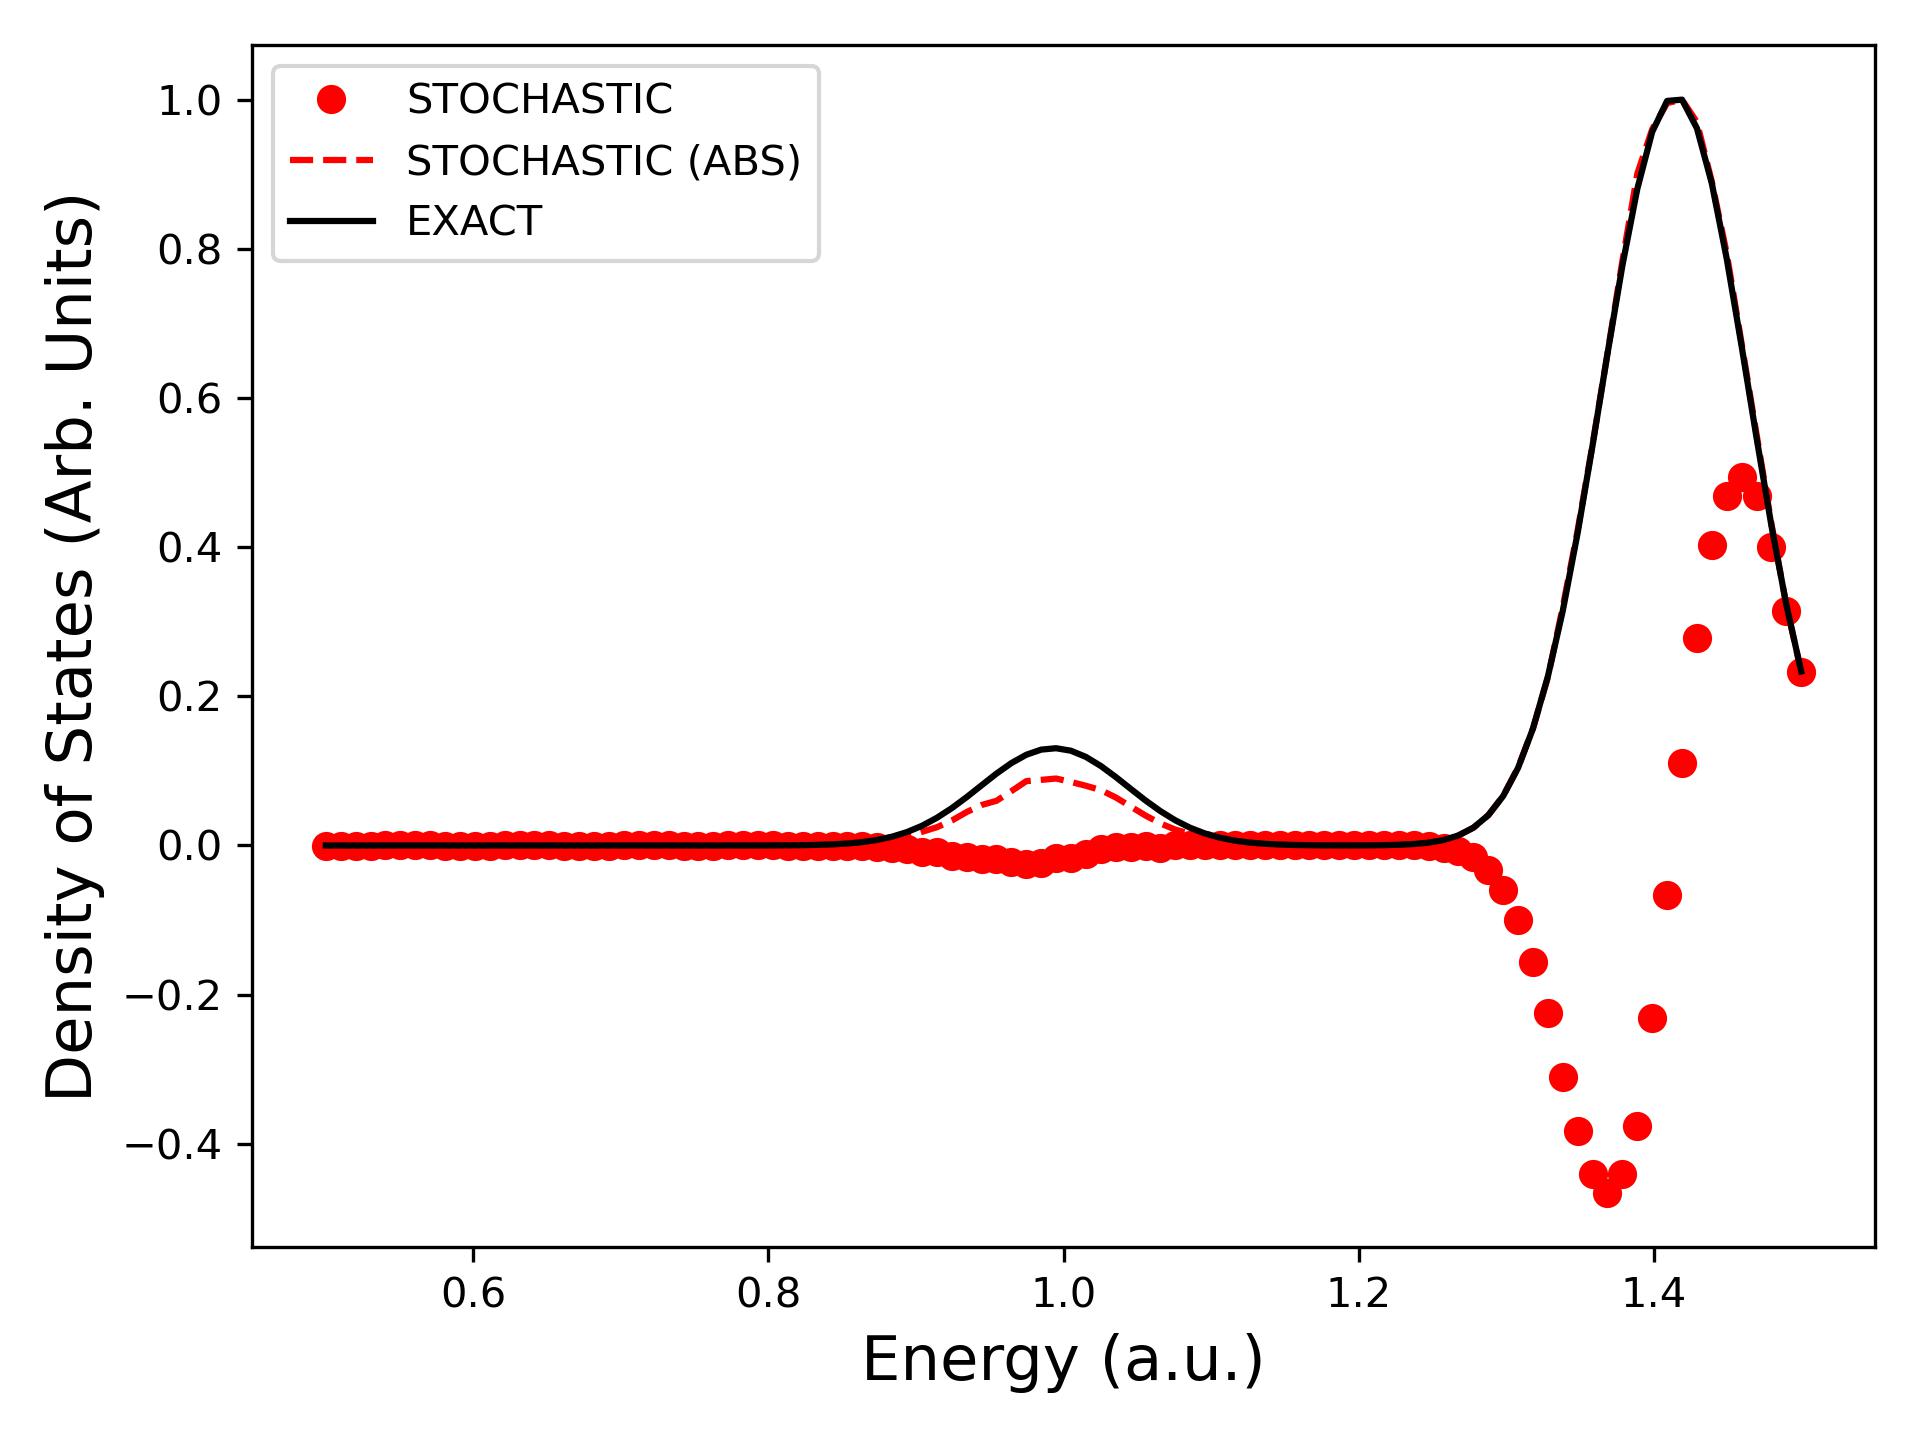 STOCHASTIC
STOCHASTIC (ABS)
EXACT
Density of States (Arb. Units)
1.0
0.8
0.6
0.4
0.2
0.0
−0.2
−0.4
0.6 0.8 1.0 1.2 1.4
Energy (a.u.)